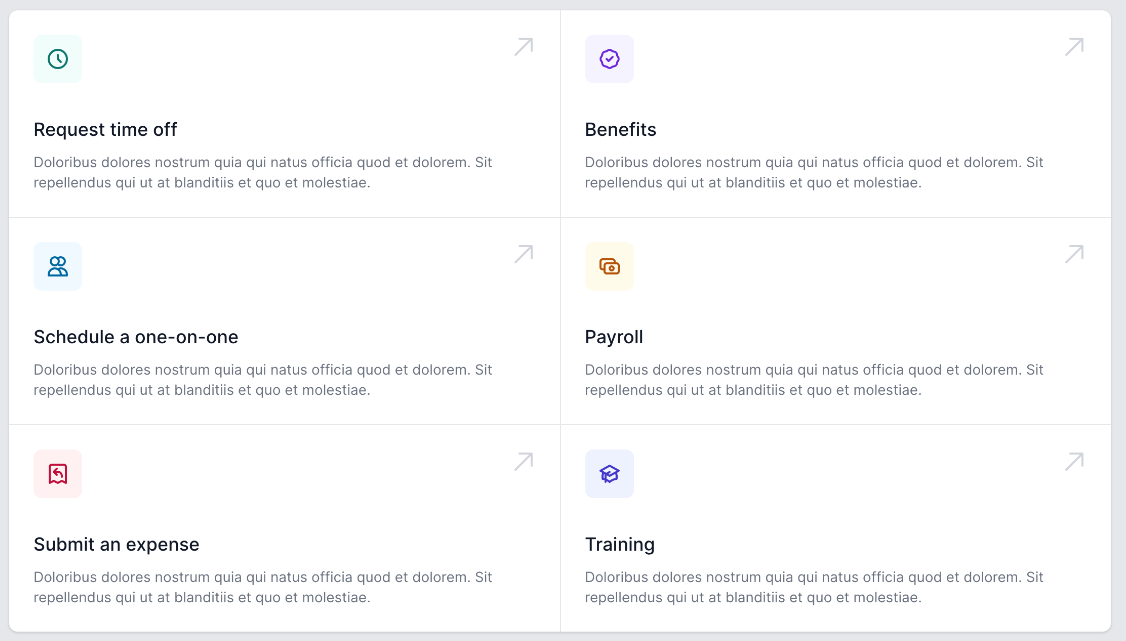 Request time off
Doloribus dolores nostrum quia qui natus officia quod et dolorem. Sit
repellendus qui ut at blanditiis et quo et molestiae.
Benefits
Doloribus dolores nostrum quia qui natus officia quod et dolorem. Sit
repellendus qui ut at blanditiis et quo et molestiae.
Schedule a one-on-one
Doloribus dolores nostrum quia qui natus officia quod et dolorem. Sit
repellendus qui ut at blanditiis et quo et molestiae.
Payroll
Doloribus dolores nostrum quia qui natus officia quod et dolorem. Sit
repellendus qui ut at blanditiis et quo et molestiae.
Submit an expense
Doloribus dolores nostrum quia qui natus officia quod et dolorem. Sit
repellendus qui ut at blanditiis et quo et molestiae.
Training
Doloribus dolores nostrum quia qui natus officia quod et dolorem. Sit
repellendus qui ut at blanditiis et quo et molestiae.